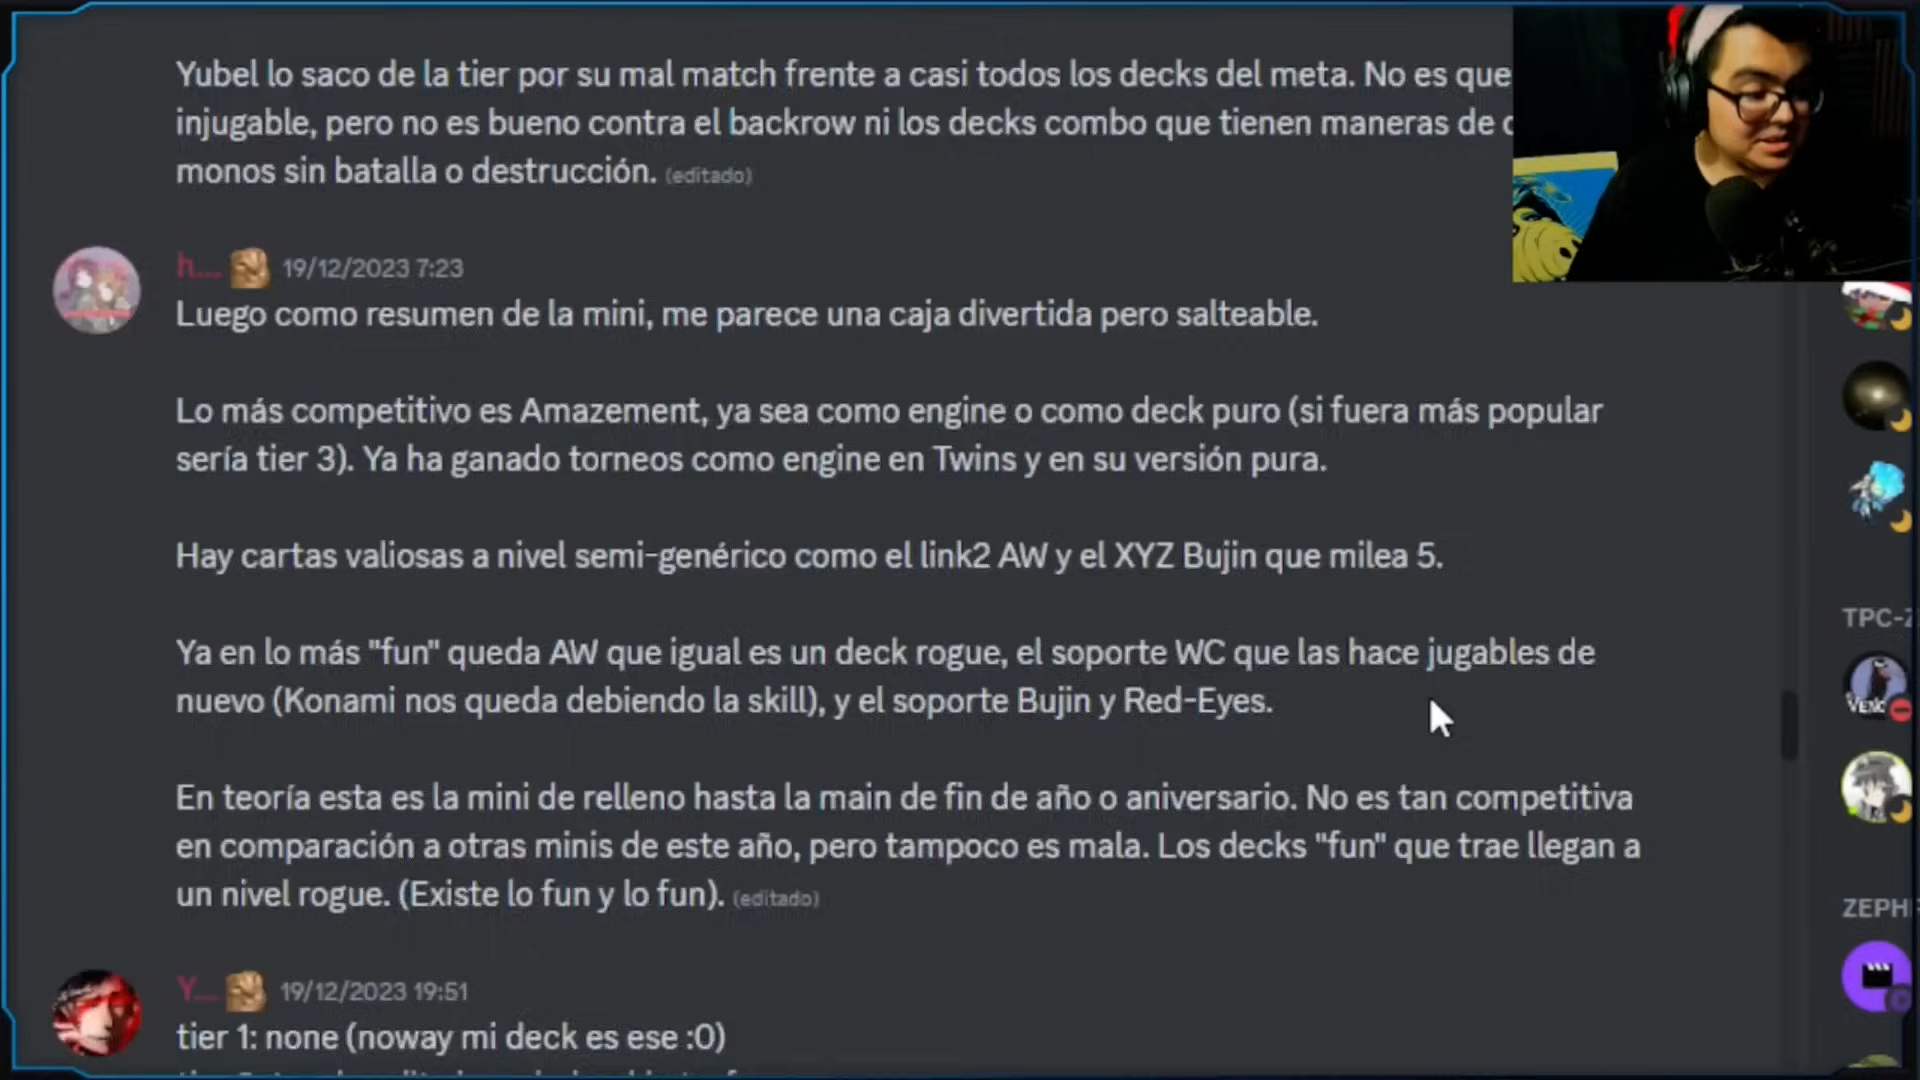 Yubel lo saco de la tier por su mal match frente a casi todos los decks del meta. No es que
injugable, pero no es bueno contra el backrow ni los decks combo que tienen maneras de
monos sin batalla o destrucción. (editado)
h... 19/12/2023 7:23
Luego como resumen de la mini, me parece una caja divertida pero salteable.
Lo más competitivo es Amazement, ya sea como engine o como deck puro (si fuera más popular
sería tier 3). Ya ha ganado torneos como engine en Twins y en su versión pura.
Hay cartas valiosas a nivel semi-genérico como el link2 AW y el XYZ Bujin que milea 5.
Ya en lo más "fun" queda AW que igual es un deck rogue, el soporte WC que las hace jugables de
nuevo (Konami nos queda debiendo la skill), y el soporte Bujin y Red-Eyes.
TPC-Z
En teoría esta es la mini de relleno hasta la main de fin de año o aniversario. No es tan competitiva
en comparación a otras minis de este año, pero tampoco es mala. Los decks "fun" que trae llegan a
un nivel rogue. (Existe lo fun y lo fun). (editado)
ZEPH
Y... 19/12/2023 19:51
tier 1: none (noway mi deck es ese :0)